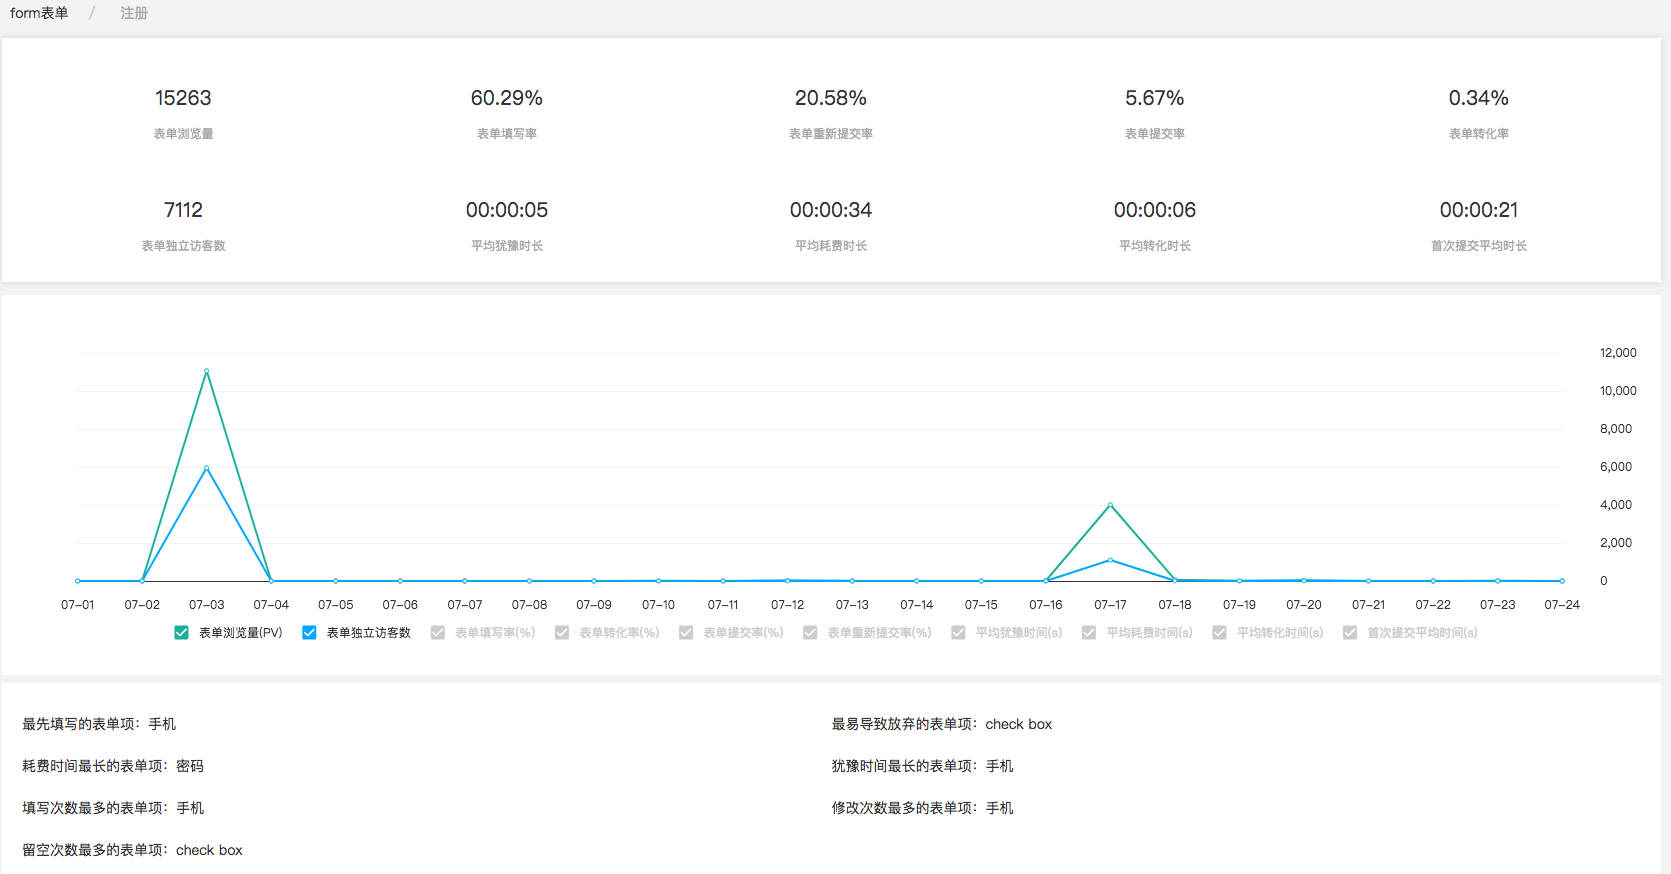 form表单 / 注册
15263 60.29% 20.58% 5.67% 0.34%
表单浏览量 表单填写率 表单重新提交率 表单提交率 表单转化率
7112 00:00:05 00:00:34 00:00:06 00:00:21
表单独立访客数 平均犹豫时长 平均耗费时长 平均转化时长 首次提交平均时长
12,000
10,000
8,000
6,000
4,000
2,000
0
07-01 07-02 07-03 07-04 07-05 07-06 07-07 07-08 07-09 07-10 07-11 07-12 07-13 07-14 07-15 07-16 07-17 07-18 07-19 07-20 07-21 07-22 07-23 07-24
表单浏览量(PV) 表单独立访客数 表单填写率(%) 表单转化率(%) 表单提交率(%) 表单重新提交率(%) 平均犹豫时间(s) 平均耗费时间(s) 平均转化时间(s) 首次提交平均时间(s)
最先填写的表单项：手机 最易导致放弃的表单项：check box
耗费时间最长的表单项：密码 犹豫时间最长的表单项：手机
填写次数最多的表单项：手机 修改次数最多的表单项：手机
留空次数最多的表单项：check box